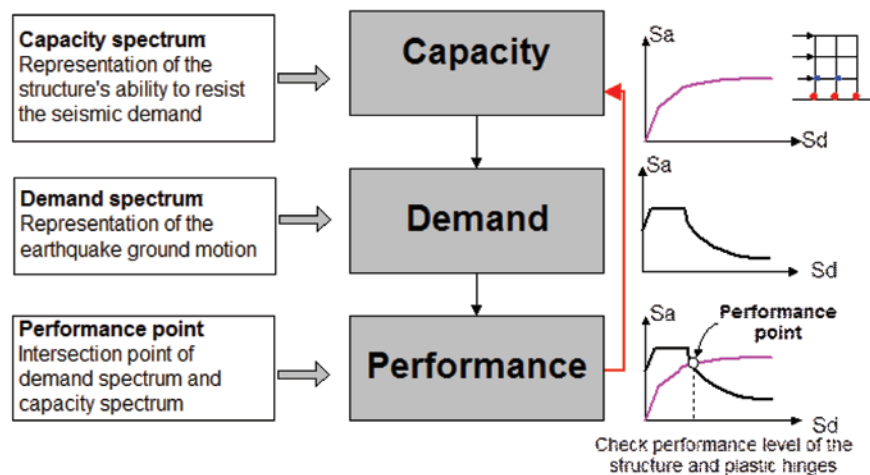 Capacity spectrum
Representation of the
structure's ability to resist
the seismic demand
Capacity
Sa
Sd
Demand spectrum
Representation of the
earthquake ground motion
Demand
Sa
Sd
Performance point
Intersection point of
demand spectrum and
capacity spectrum
Performance
Sa
Performance
point
Sd
Check performance level of the
structure and plastic hinges